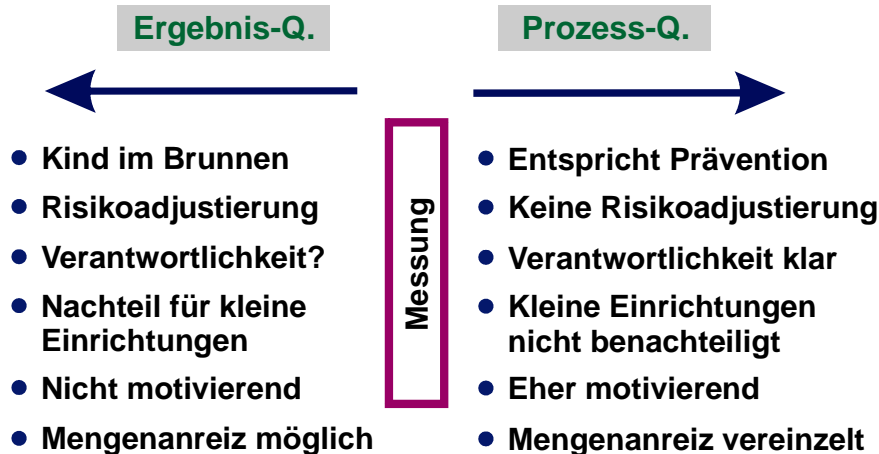 Ergebnis-Q.
• Kind im Brunnen
• Risikoadjustierung
• Verantwortlichkeit?
• Nachteil für kleine
Einrichtungen
• Nicht motivierend
• Mengenanreiz möglich
Messung
Prozess-Q.
• Entspricht Prävention
• Keine Risikoadjustierung
• Verantwortlichkeit klar
• Kleine Einrichtungen
nicht benachteiligt
• Eher motivierend
• Mengenanreiz vereinzelt